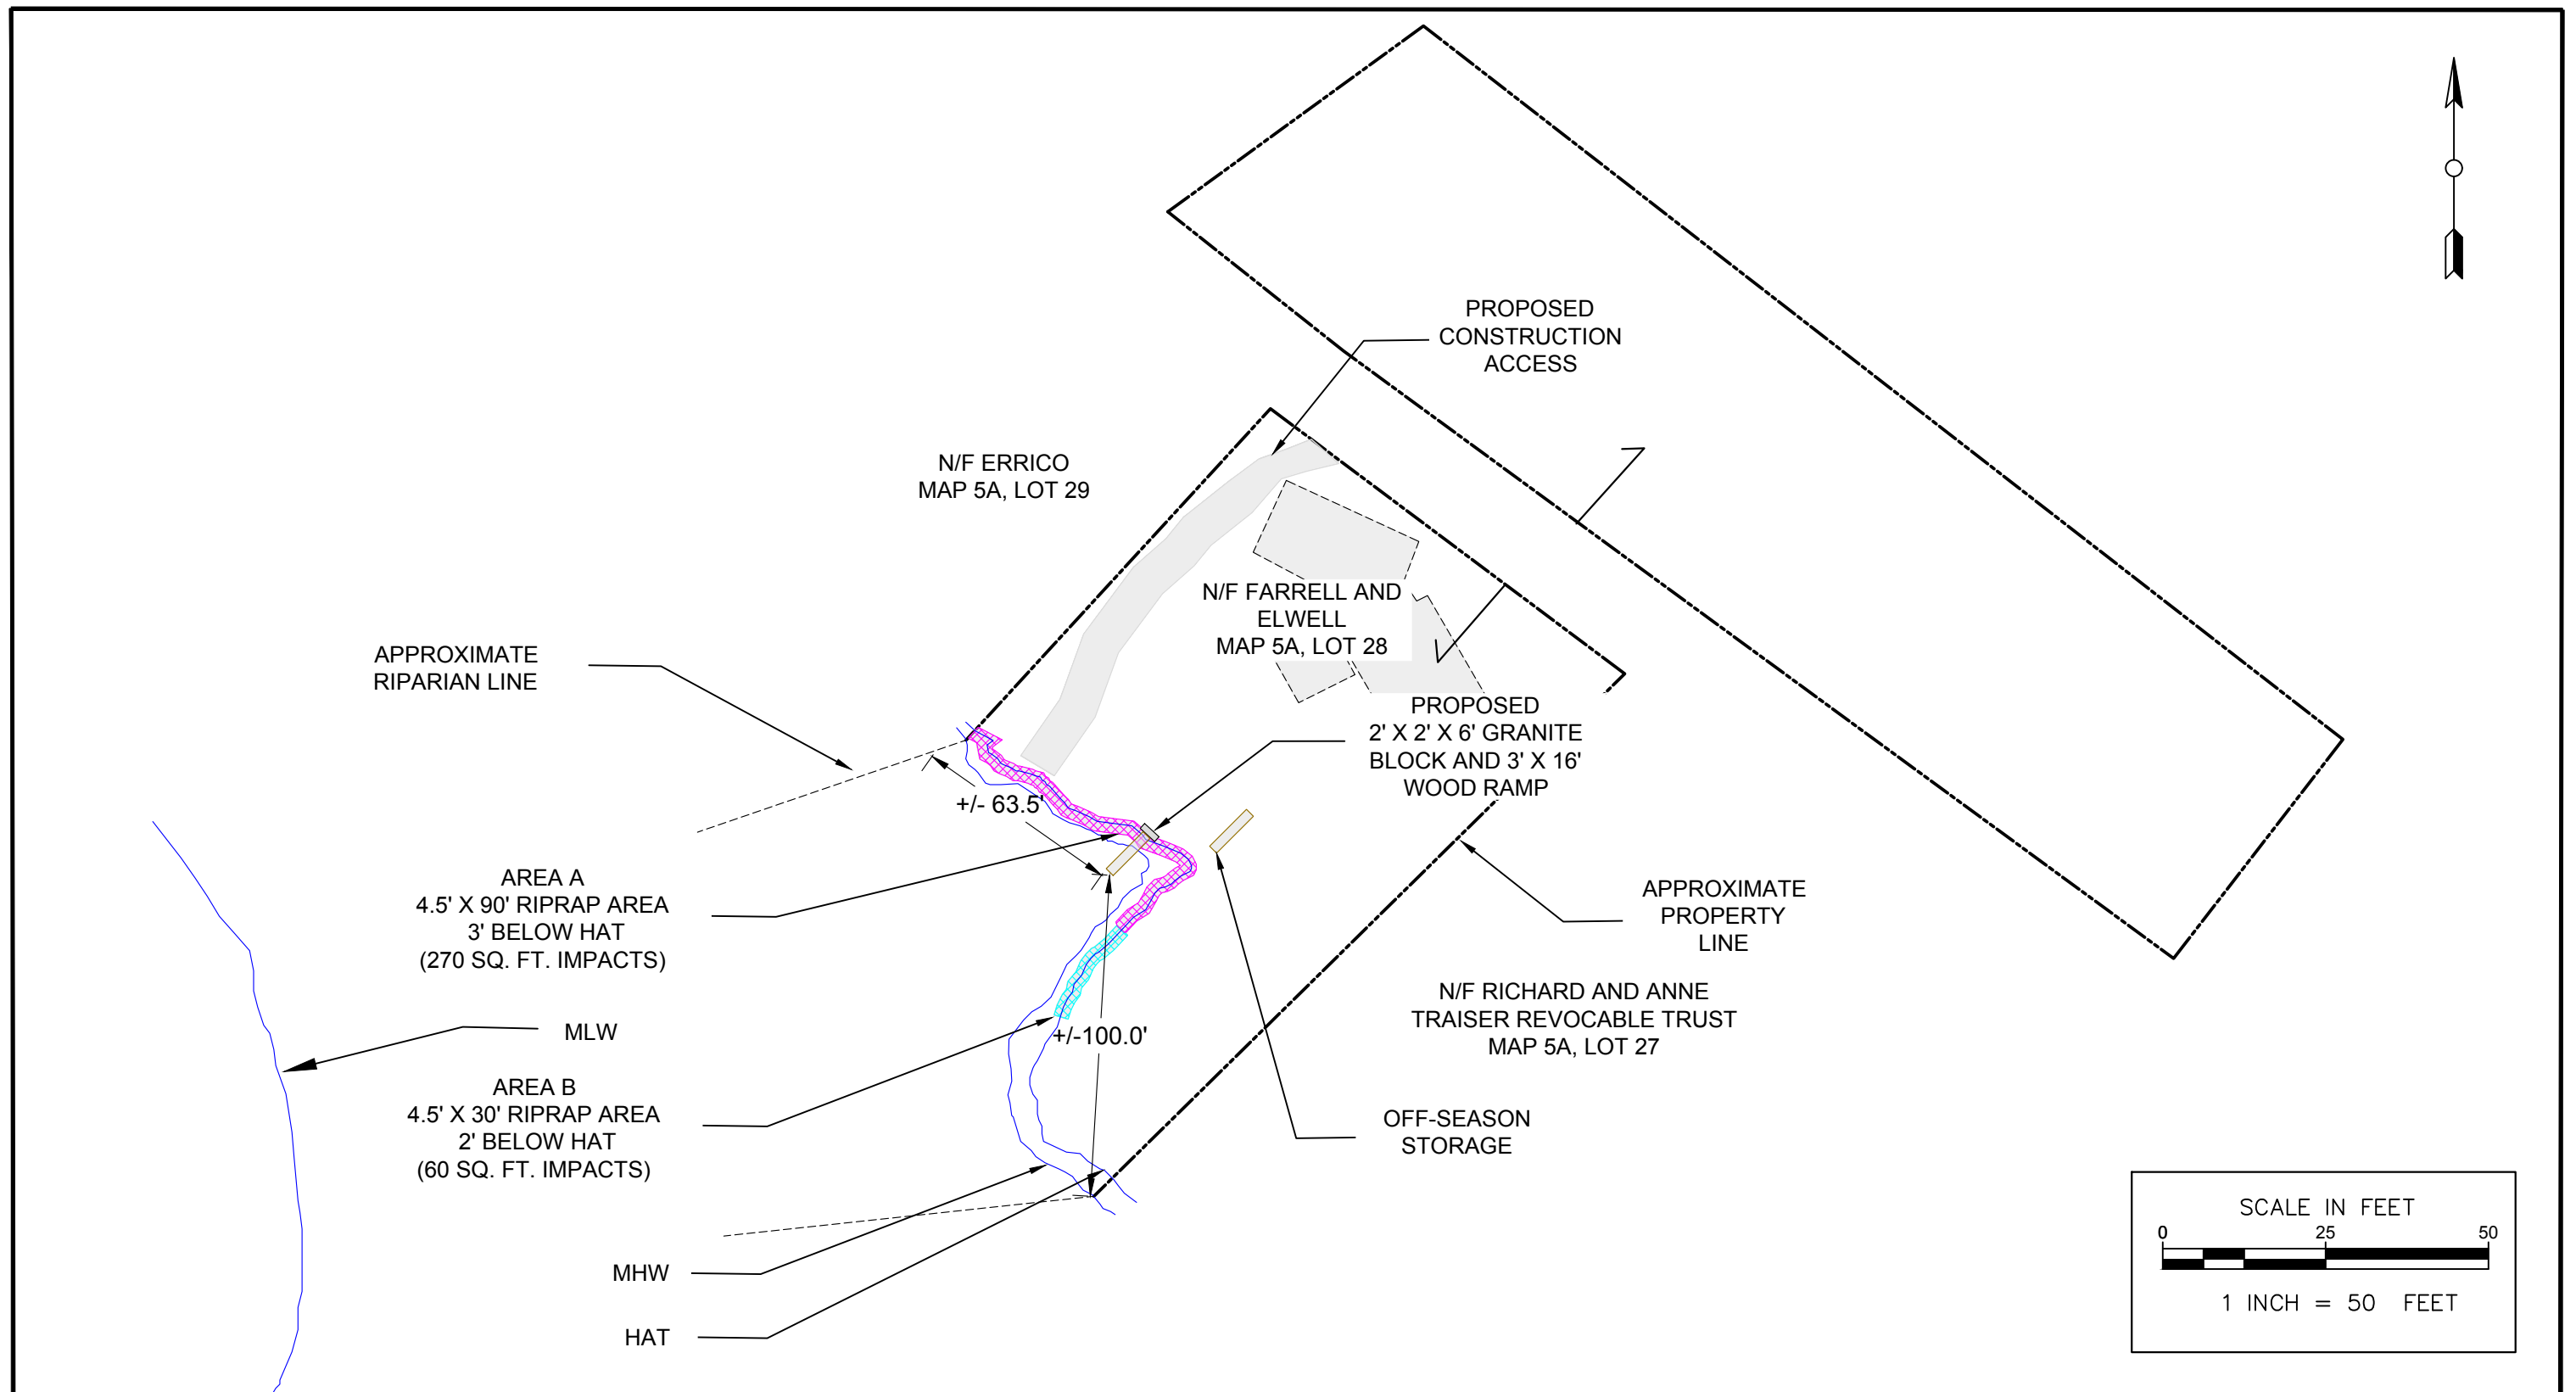 PROPOSED
CONSTRUCTION
ACCESS
N/F ERRICO
MAP 5A, LOT 29
N/F FARRELL AND
ELWELL
MAP 5A, LOT 28
APPROXIMATE
RIPARIAN LINE
PROPOSED
2' X 2' X 6' GRANITE
BLOCK AND 3' X 16'
WOOD RAMP
+/- 63.5'
AREA A
4.5' X 90' RIPRAP AREA
3' BELOW HAT
(270 SQ. FT. IMPACTS)
APPROXIMATE
PROPERTY
LINE
N/F RICHARD AND ANNE
TRAISER REVOCABLE TRUST
MAP 5A, LOT 27
MLW
+/-100.0'
AREA B
4.5' X 30' RIPRAP AREA
2' BELOW HAT
(60 SQ. FT. IMPACTS)
OFF-SEASON
STORAGE
MHW
HAT
SCALE IN FEET
0 25 50
1 INCH = 50 FEET